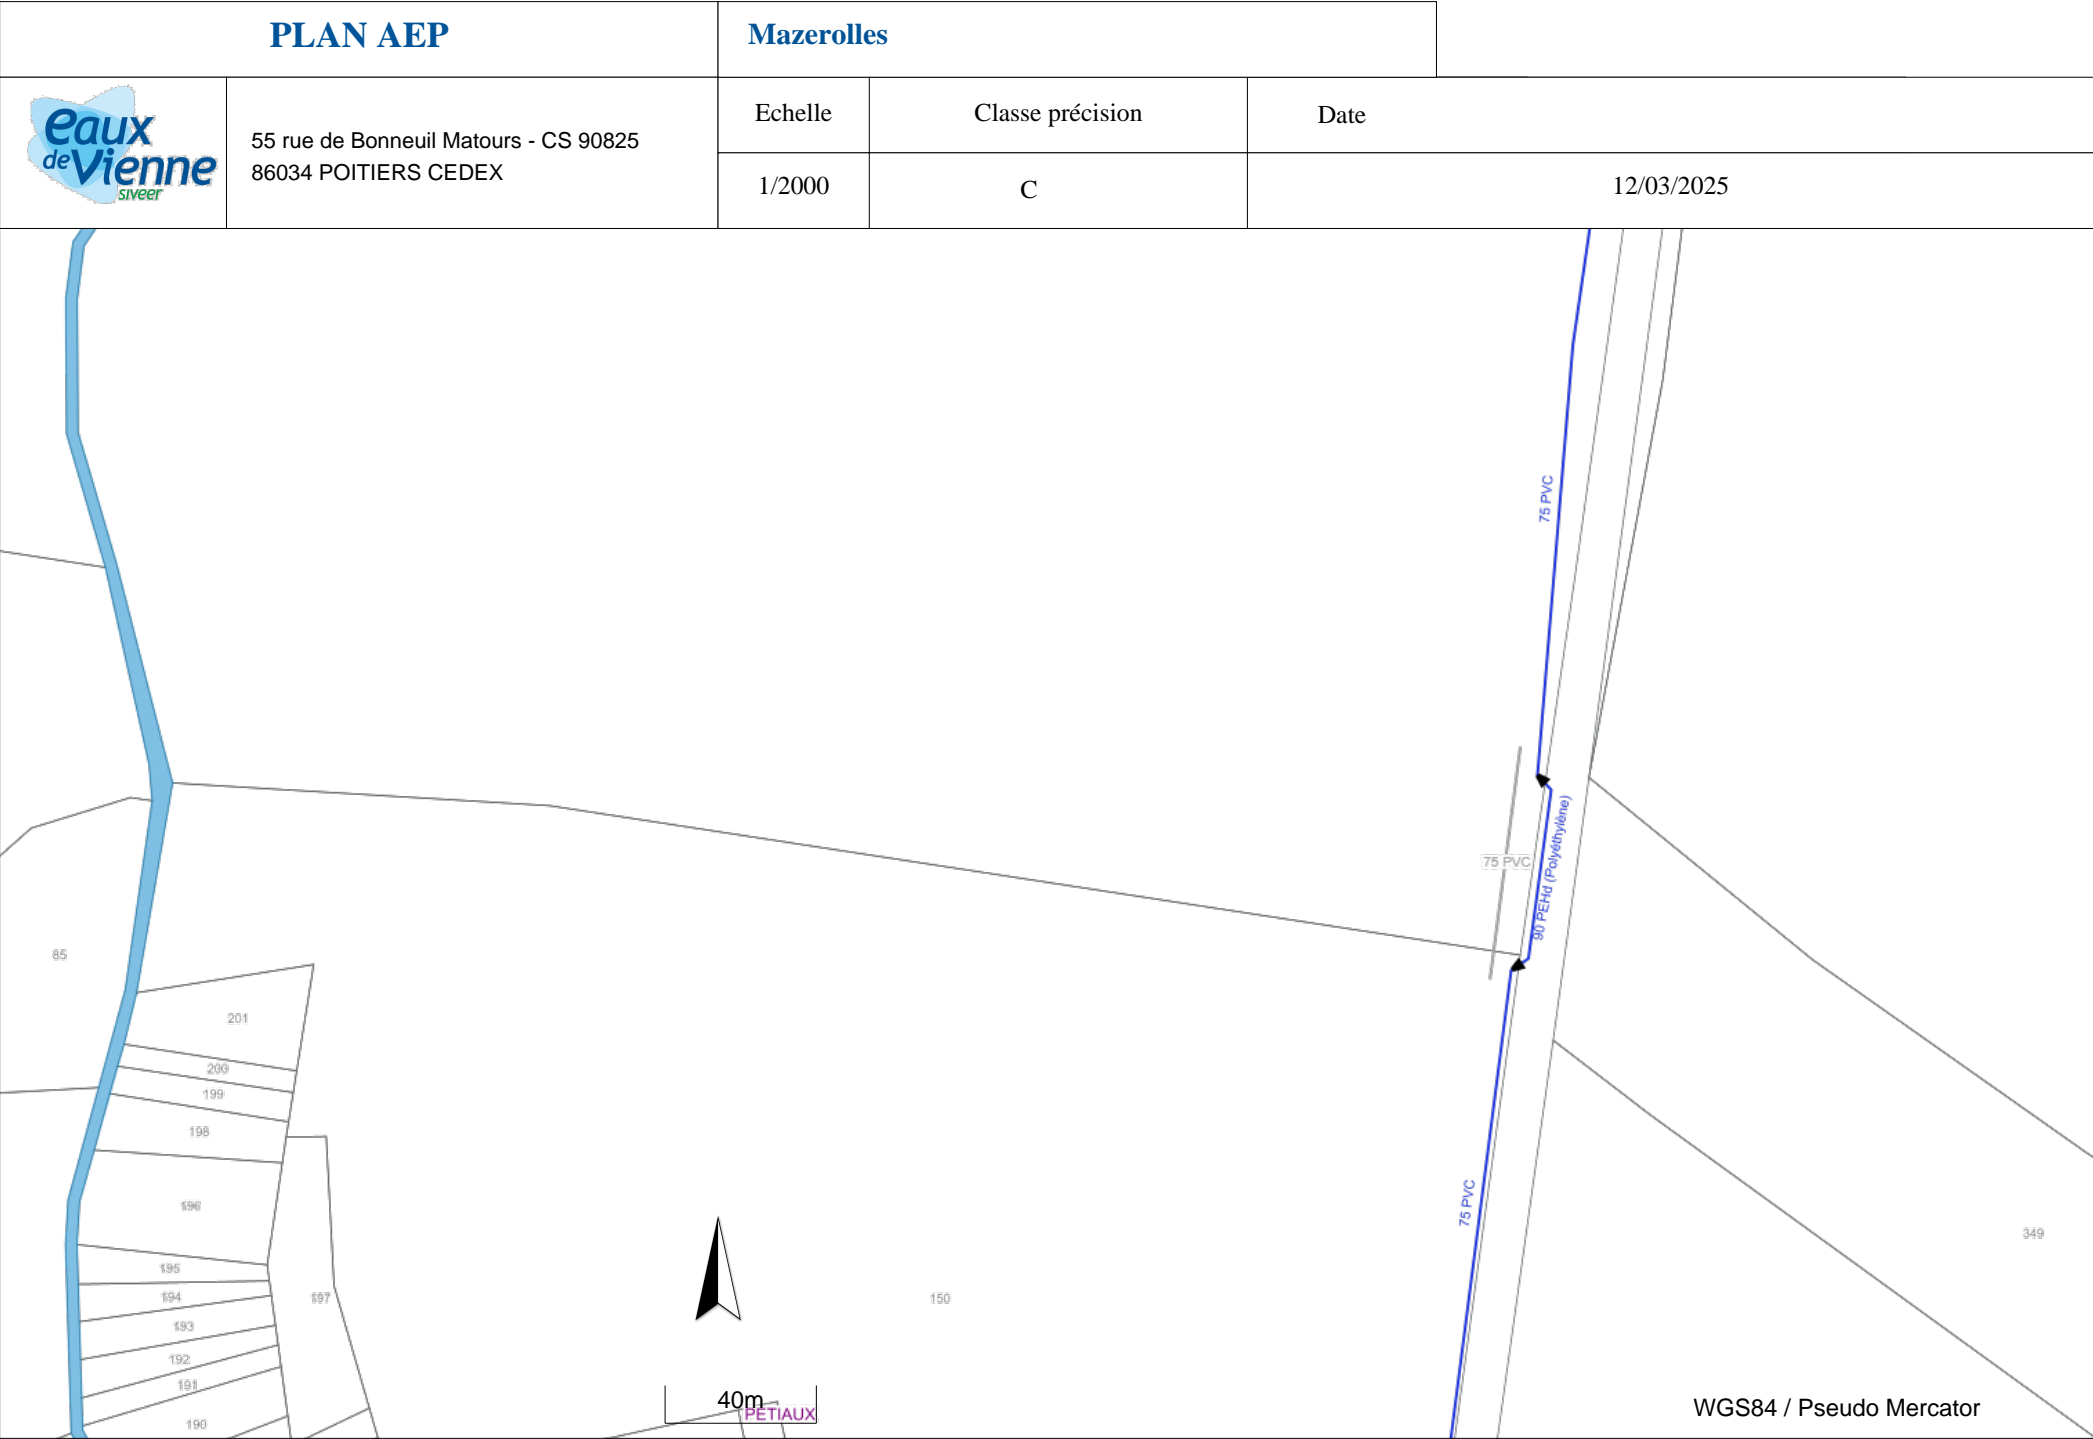 PLAN AEP
Mazerolles
eaux
de Vienne
siveer
55 rue de Bonneuil Matours - CS 90825
86034 POITIERS CEDEX
Echelle
Classe précision
Date
1/2000
C
12/03/2025
75 PVC
75 PVC
90 PEHd (Polyéthylène)
85
201
200
199
198
196
75 PVC
349
195
194
197
150
193
192
191
190
40m
PETIAUX
WGS84 / Pseudo Mercator